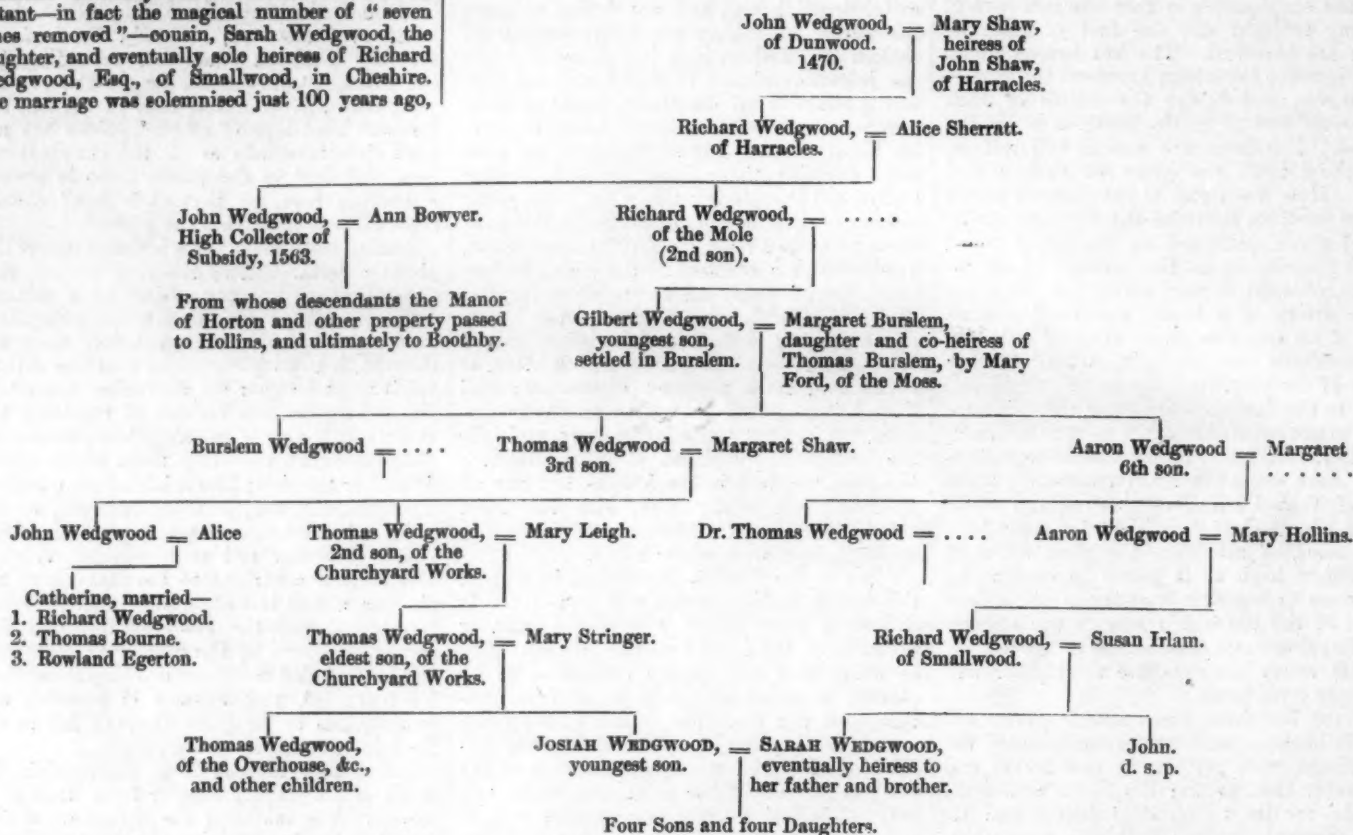 tant—in fact the magical number of “seven
nes removed”—cousin, Sarah Wedgwood, the
ughter, and eventually sole heiress of Richard
edgwood, Esq., of Smallwood, in Cheshire.
e marriage was solemnised just 100 years ago,
John Wedgwood, = Mary Shaw,
of Dunwood. heiress of
1470. John Shaw,
of Harracles.
Richard Wedgwood, = Alice Sherratt.
of Harracles.
John Wedgwood, = Ann Bowyer.
High Collector of
Subsidy, 1563.
Richard Wedgwood, = . . . . .
of the Mole
(2nd son).
From whose descendants the Manor
of Horton and other property passed
to Hollins, and ultimately to Boothby.
Gilbert Wedgwood, = Margaret Burslem,
youngest son, daughter and co-heiress of
settled in Burslem. Thomas Burslem, by Mary
Ford, of the Moss.
Burslem Wedgwood = . . . .
Thomas Wedgwood = Margaret Shaw.
3rd son.
Aaron Wedgwood = Margaret
6th son. . . . . .
John Wedgwood = Alice
Thomas Wedgwood, = Mary Leigh.
2nd son, of the
Churchyard Works.
Dr. Thomas Wedgwood = . . . .
Aaron Wedgwood = Mary Hollins.
Catherine, married—
1. Richard Wedgwood.
2. Thomas Bourne.
3. Rowland Egerton.
Thomas Wedgwood, = Mary Stringer.
eldest son, of the
Churchyard Works.
Richard Wedgwood = Susan Irlam.
of Smallwood.
Thomas Wedgwood,
of the Overhouse, &c.,
and other children.
JOSIAH WEDGWOOD, = SARAH WEDGWOOD,
youngest son. eventually heiress to
her father and brother.
John.
d. s. p.
Four Sons and four Daughters.